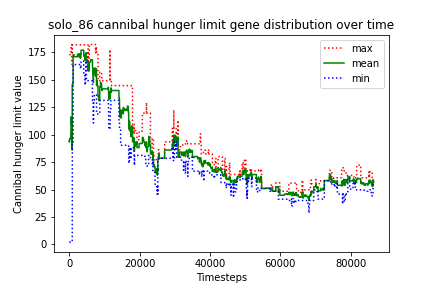 solo_86 cannibal hunger limit gene distribution over time
max
mean
min
Cannibal hunger limit value
175
150
125
100
75
50
25
0
0 20000 40000 60000 80000
Timesteps